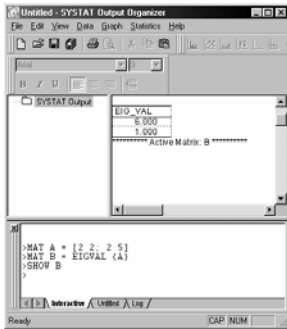 Untitled - SYSTAT Output Organizer
File Edit View Data Graph Statistics Help
Arial 8
B I U
SYSTAT Output
EIG_VAL
6.000
1.000
********** Active Matrix: B **********
>MAT A = [2 2; 2 5]
>MAT B = EIGVAL (A)
>SHOW B
>
Interactive Untitled Log
Ready CAP NUM